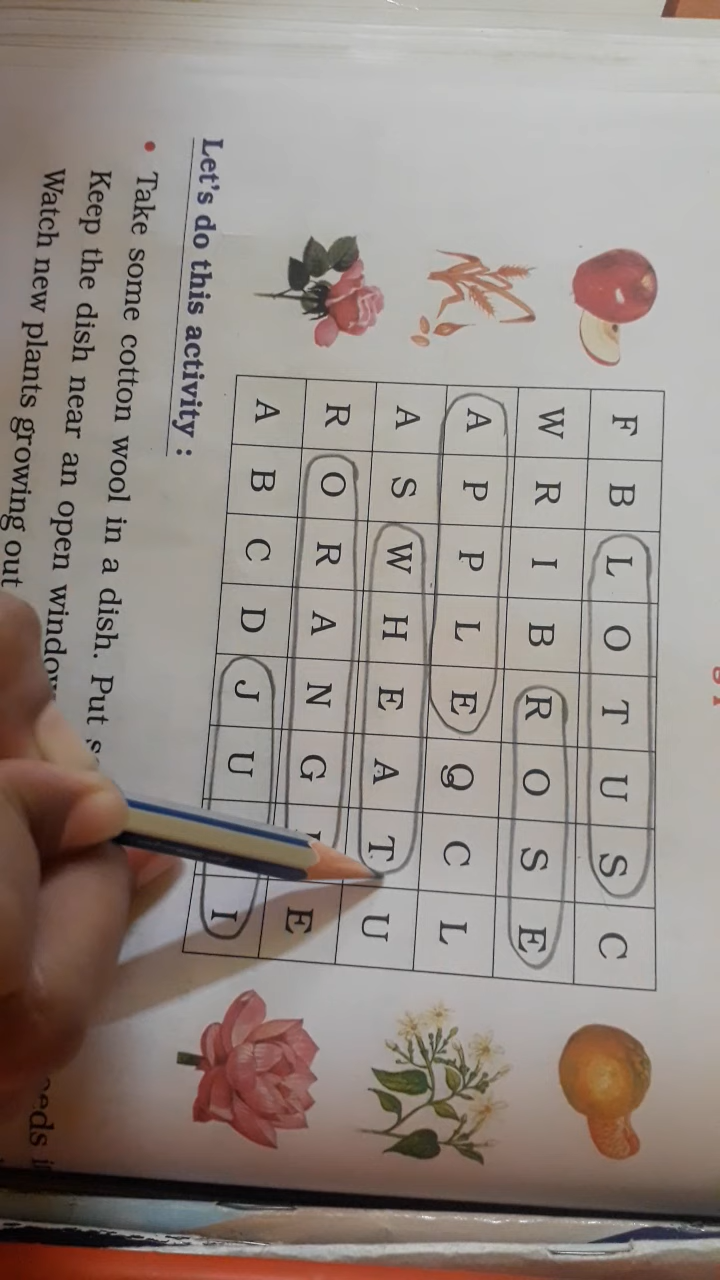 F B L O T U S C
W R I B R O S E
A P P L E Q C L
A S W H E A T U
R O R A N G E
A B C D J U I
Let's do this activity :
• Take some cotton wool in a dish. Put
Keep the dish near an open window
Watch new plants growing out